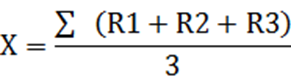 X = ∑ (R1 + R2 + R3) / 3